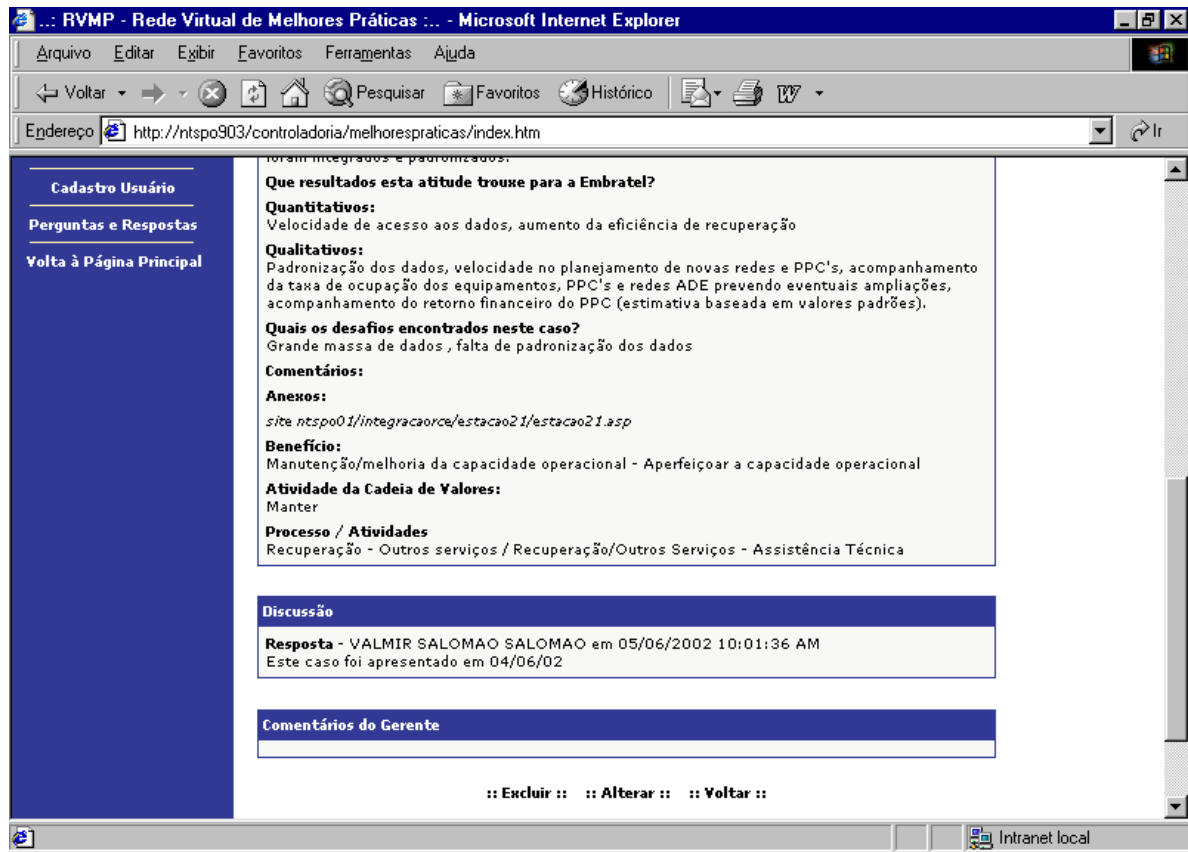 ..: RVMP - Rede Virtual de Melhores Práticas :.. - Microsoft Internet Explorer
Arquivo Editar Exibir Favoritos Ferramentas Ajuda
Voltar Pesquisar Favoritos Histórico
Endereço http://ntspo903/controladoria/melhorespraticas/index.htm Ir
Cadastro Usuário
Perguntas e Respostas
Volta à Página Principal
foram integrados e padronizados.
Que resultados esta atitude trouxe para a Embratel?
Quantitativos:
Velocidade de acesso aos dados, aumento da eficiência de recuperação
Qualitativos:
Padronização dos dados, velocidade no planejamento de novas redes e PPC's, acompanhamento
da taxa de ocupação dos equipamentos, PPC's e redes ADE prevendo eventuais ampliações,
acompanhamento do retorno financeiro do PPC (estimativa baseada em valores padrões).
Quais os desafios encontrados neste caso?
Grande massa de dados , falta de padronização dos dados
Comentários:
Anexos:
site ntspo01/integracaorce/estacao21/estacao21.asp
Benefício:
Manutenção/melhoria da capacidade operacional - Aperfeiçoar a capacidade operacional
Atividade da Cadeia de Valores:
Manter
Processo / Atividades
Recuperação - Outros serviços / Recuperação/Outros Serviços - Assistência Técnica
Discussão
Resposta - VALMIR SALOMAO SALOMAO em 05/06/2002 10:01:36 AM
Este caso foi apresentado em 04/06/02
Comentários do Gerente
:: Excluir :: :: Alterar :: :: Voltar ::
Intranet local